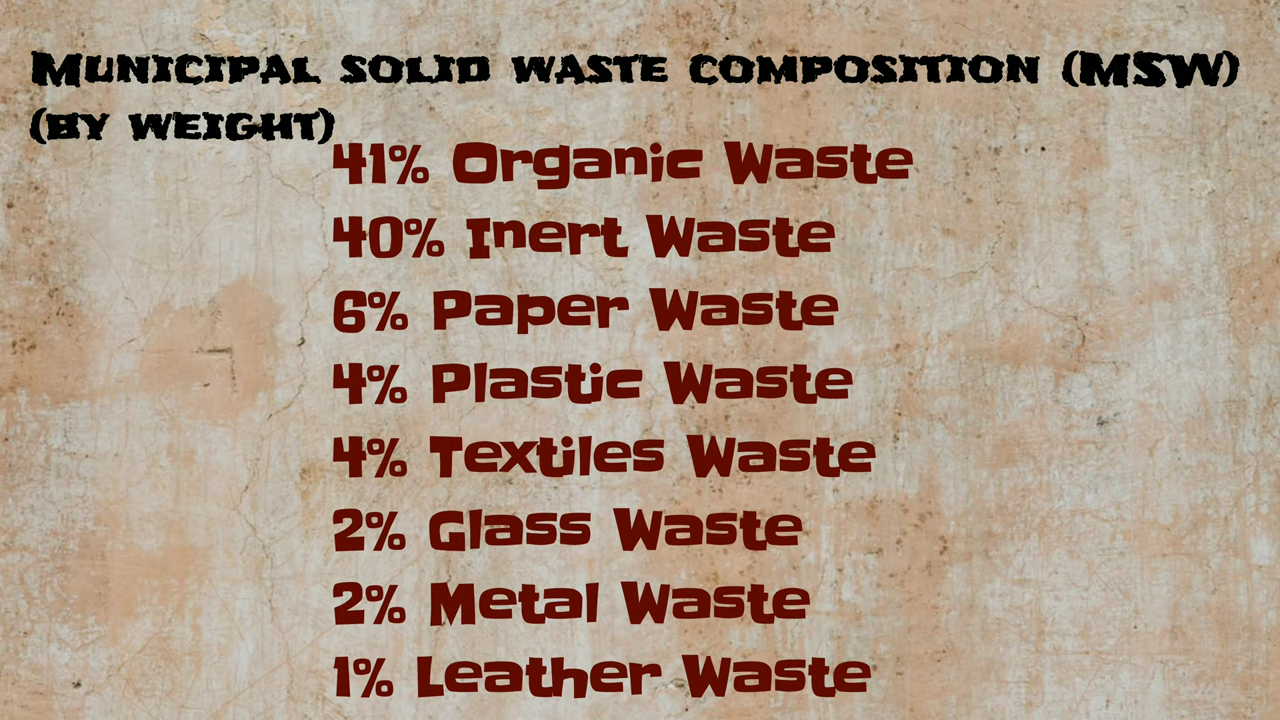 Municipal solid waste composition (MSW)
(by weight)
41% Organic Waste
40% Inert Waste
6% Paper Waste
4% Plastic Waste
4% Textiles Waste
2% Glass Waste
2% Metal Waste
1% Leather Waste